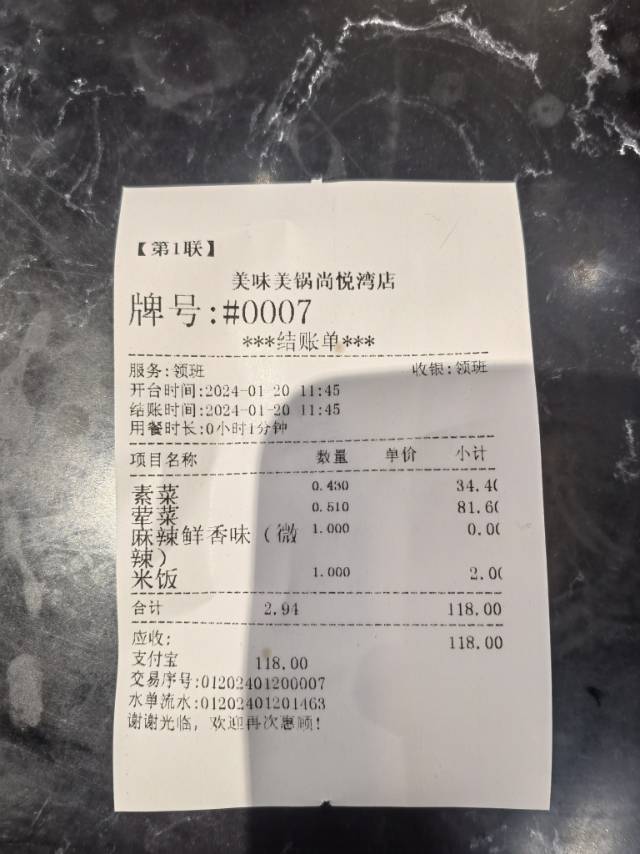 【第1联】
美味美锅尚悦湾店
牌号:#0007
***结账单***
服务:领班 收银:领班
开台时间:2024-01-20 11:45
结账时间:2024-01-20 11:45
用餐时长:0小时1分钟
项目名称 数量 单价 小计
素菜 0.430 34.40
荤菜 0.510 81.60
麻辣鲜香味（微 1.000 0.00
辣）
米饭 1.000 2.00
合计 2.94 118.00
应收: 118.00
支付宝 118.00
交易序号:01202401200007
水单流水:01202401201463
谢谢光临，欢迎再次惠顾!